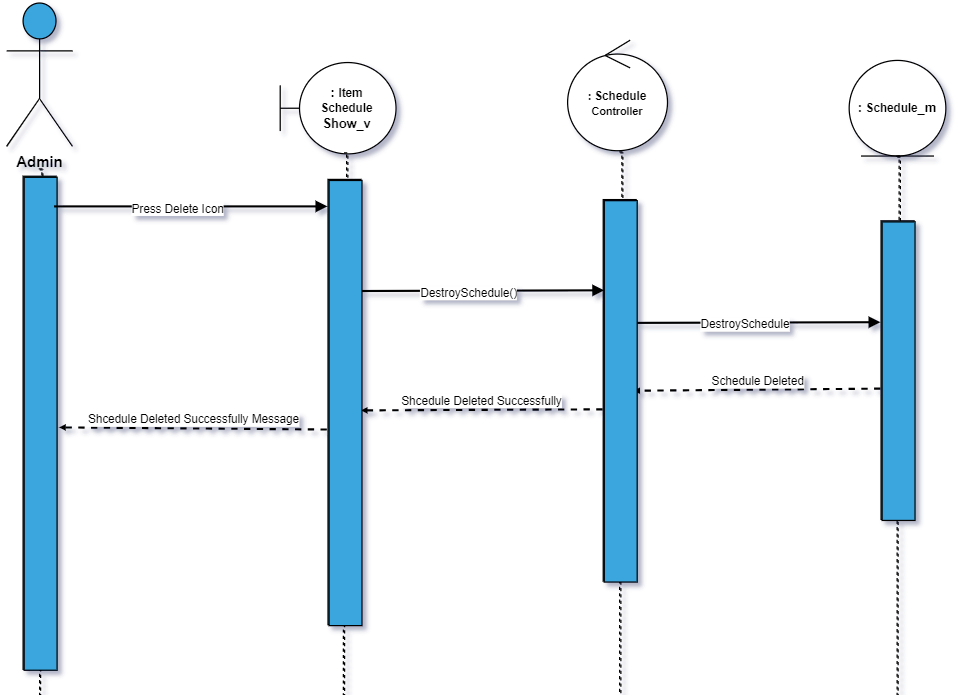 : Item
Schedule
Show_v
: Schedule
Controller
: Schedule_m
Admin
Press Delete Icon
DestroySchedule()
DestroySchedule
Schedule Deleted
Shcedule Deleted Successfully
Shcedule Deleted Successfully Message